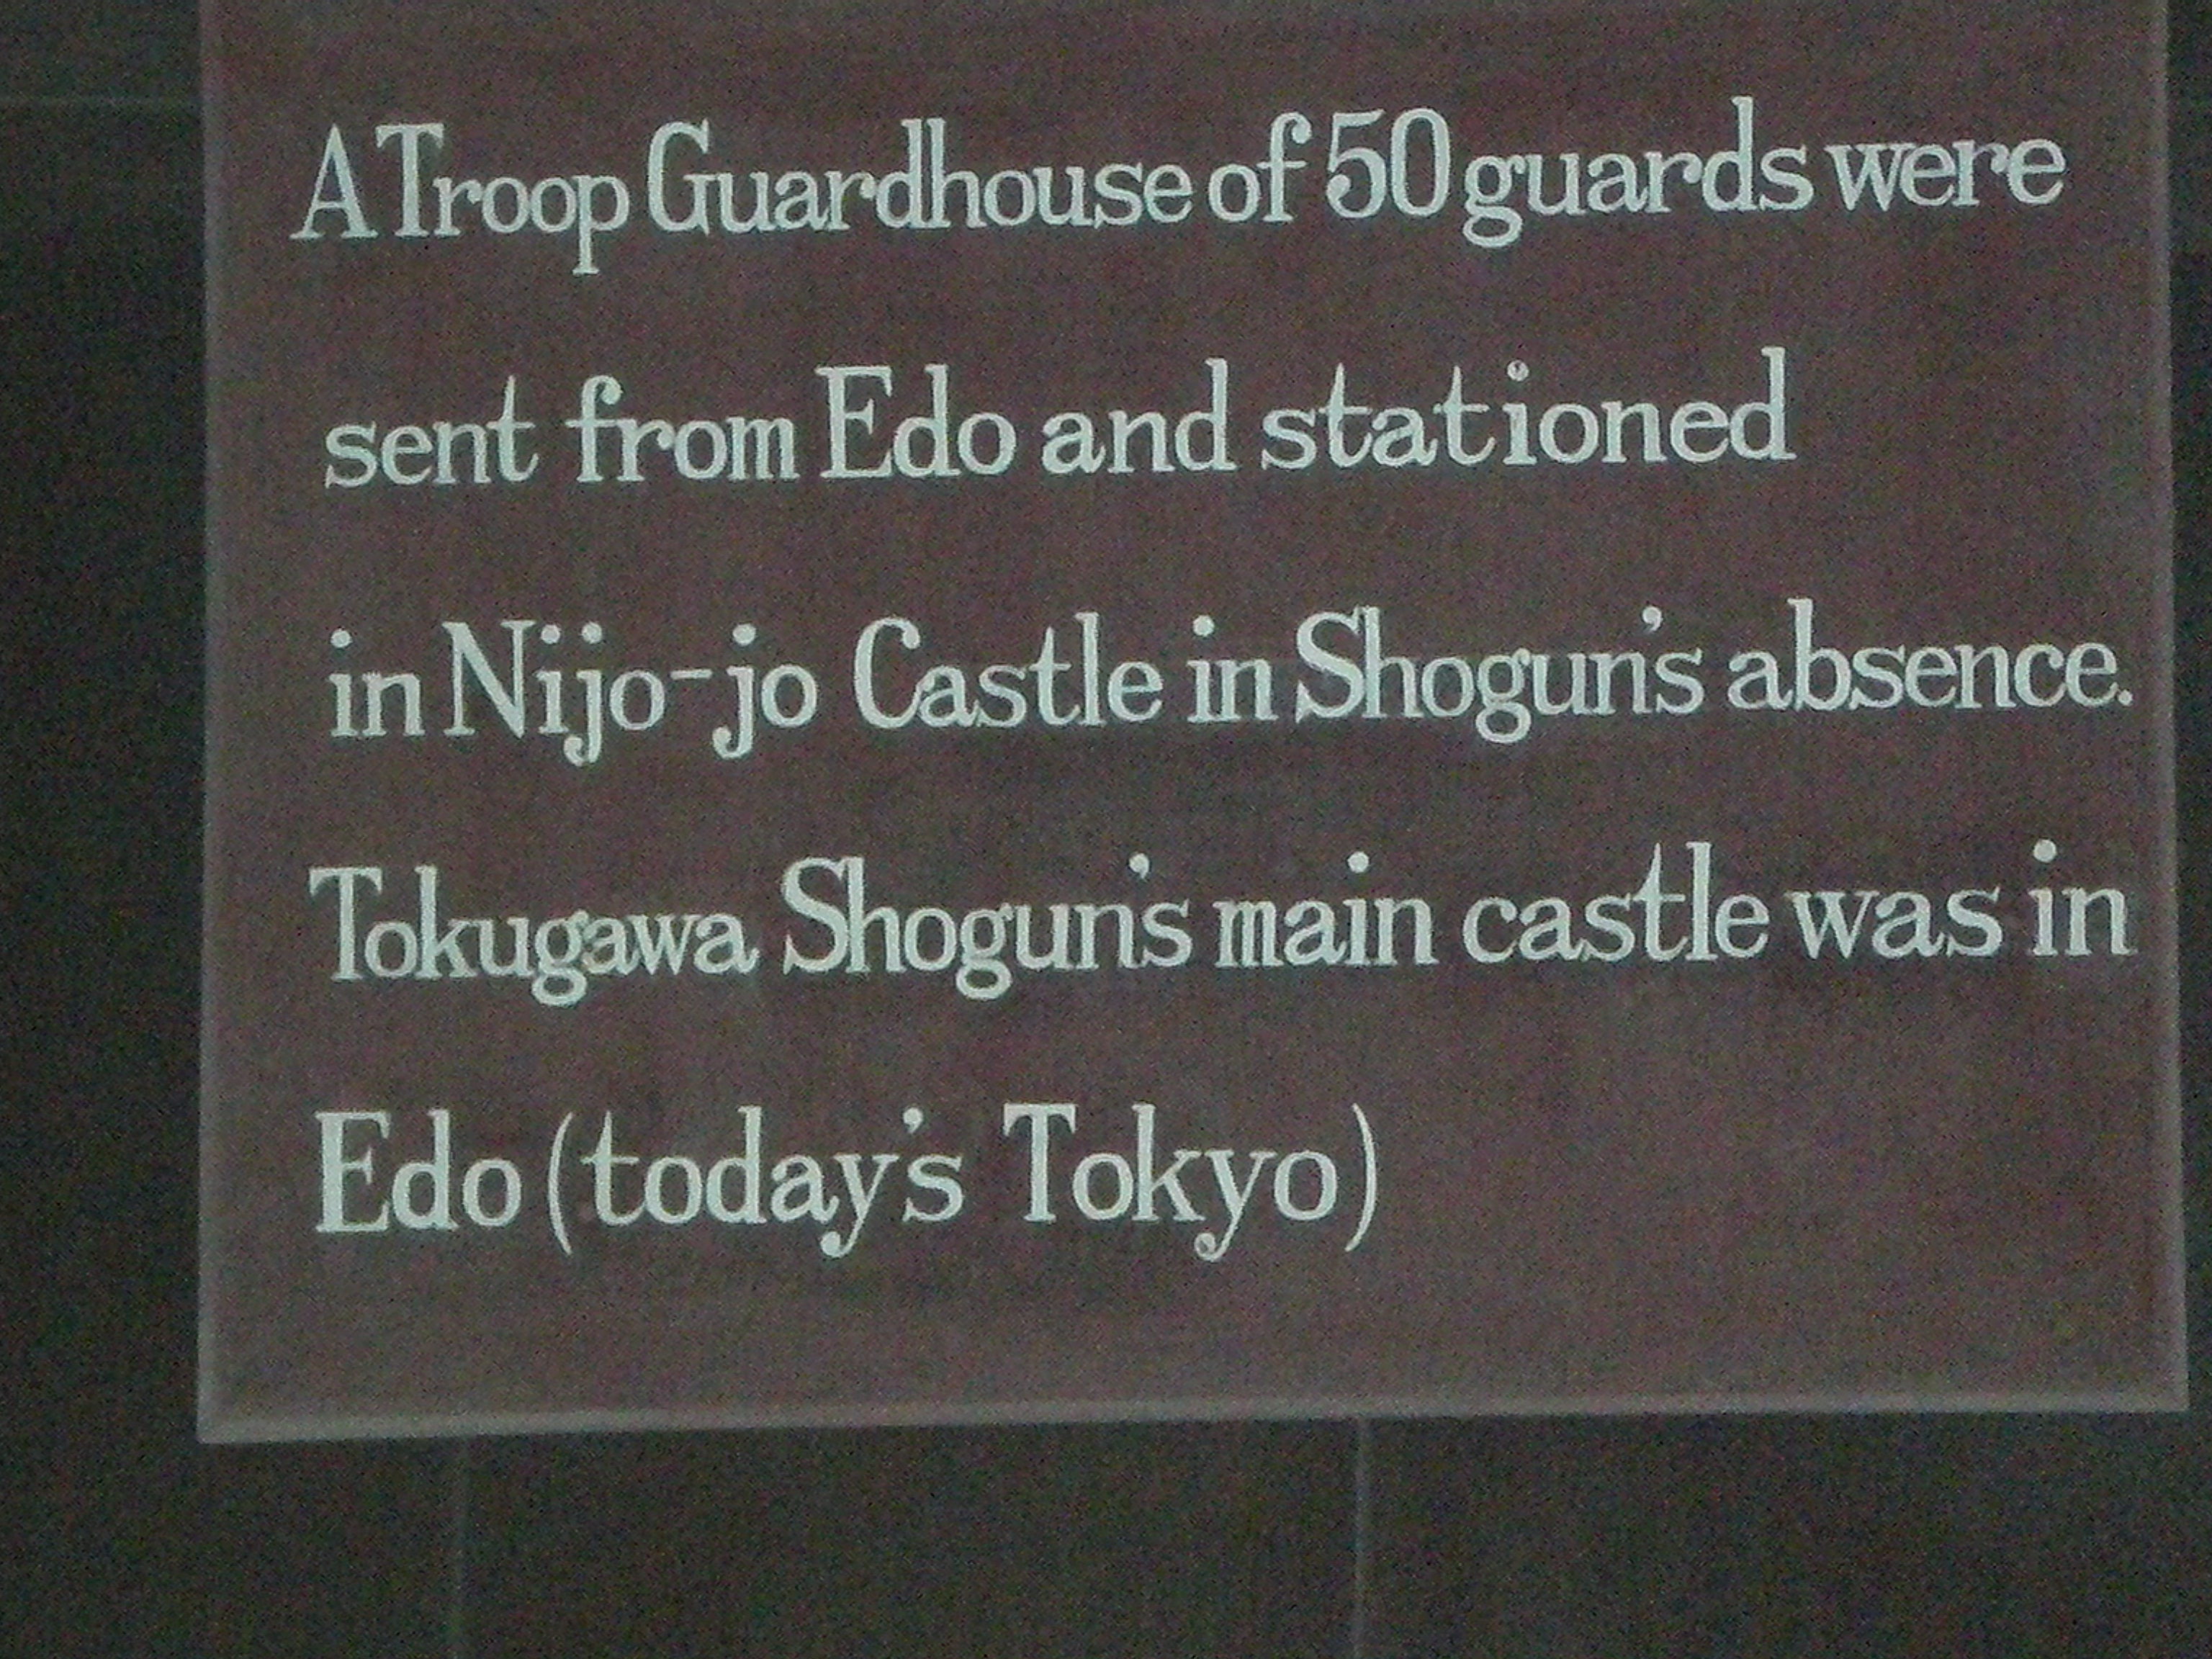 A Troop Guardhouse of 50 guards were
sent from Edo and stationed
in Nijo-jo Castle in Shogun's absence.
Tokugawa Shogun's main castle was in
Edo (today's Tokyo)